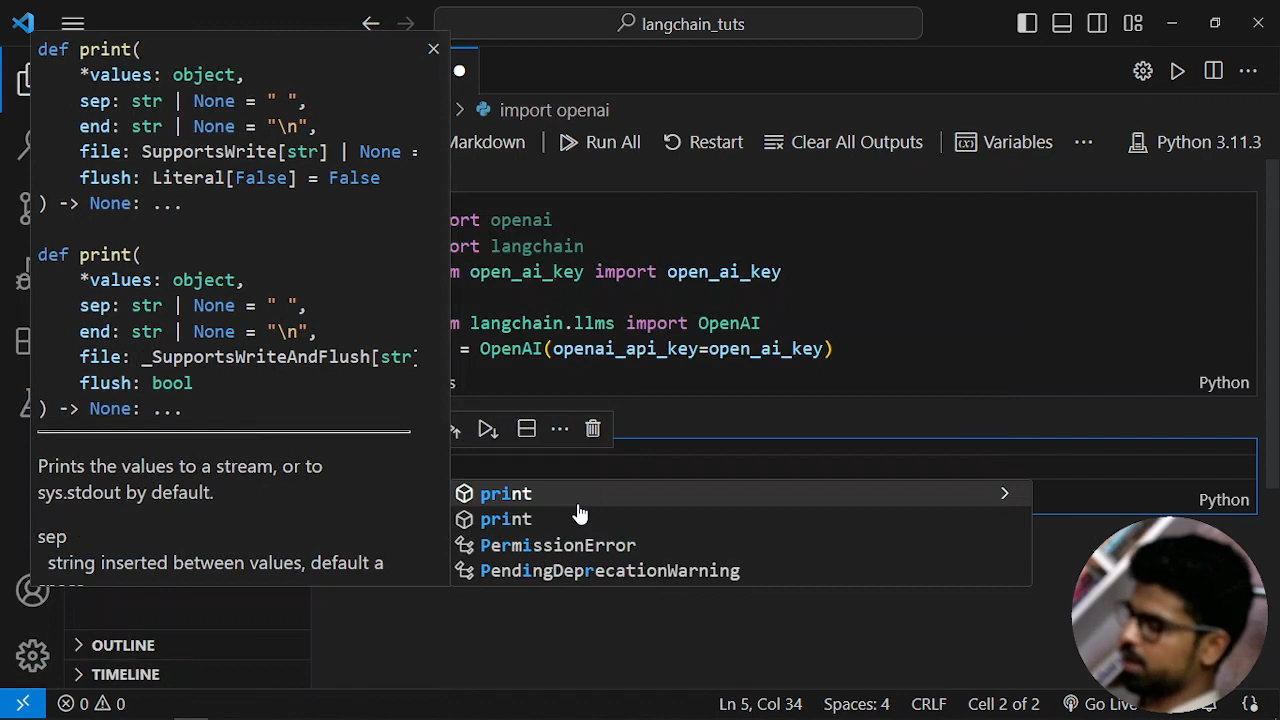 langchain_tuts
def print(
*values: object,
sep: str | None = " ",
end: str | None = "\n",
file: SupportsWrite[str] | None =
flush: Literal[False] = False
) -> None: ...
def print(
*values: object,
sep: str | None = " ",
end: str | None = "\n",
file: _SupportsWriteAndFlush[str]
flush: bool
) -> None: ...
Prints the values to a stream, or to
sys.stdout by default.
sep
string inserted between values, default a
import openai
Markdown
Run All
Restart
Clear All Outputs
Variables
Python 3.11.3
ort openai
ort langchain
m open_ai_key import open_ai_key
m langchain.llms import OpenAI
= OpenAI(openai_api_key=open_ai_key)
s
Python
print
print
PermissionError
PendingDeprecationWarning
Python
OUTLINE
TIMELINE
0 0
Ln 5, Col 34
Spaces: 4
CRLF
Cell 2 of 2
Go Live